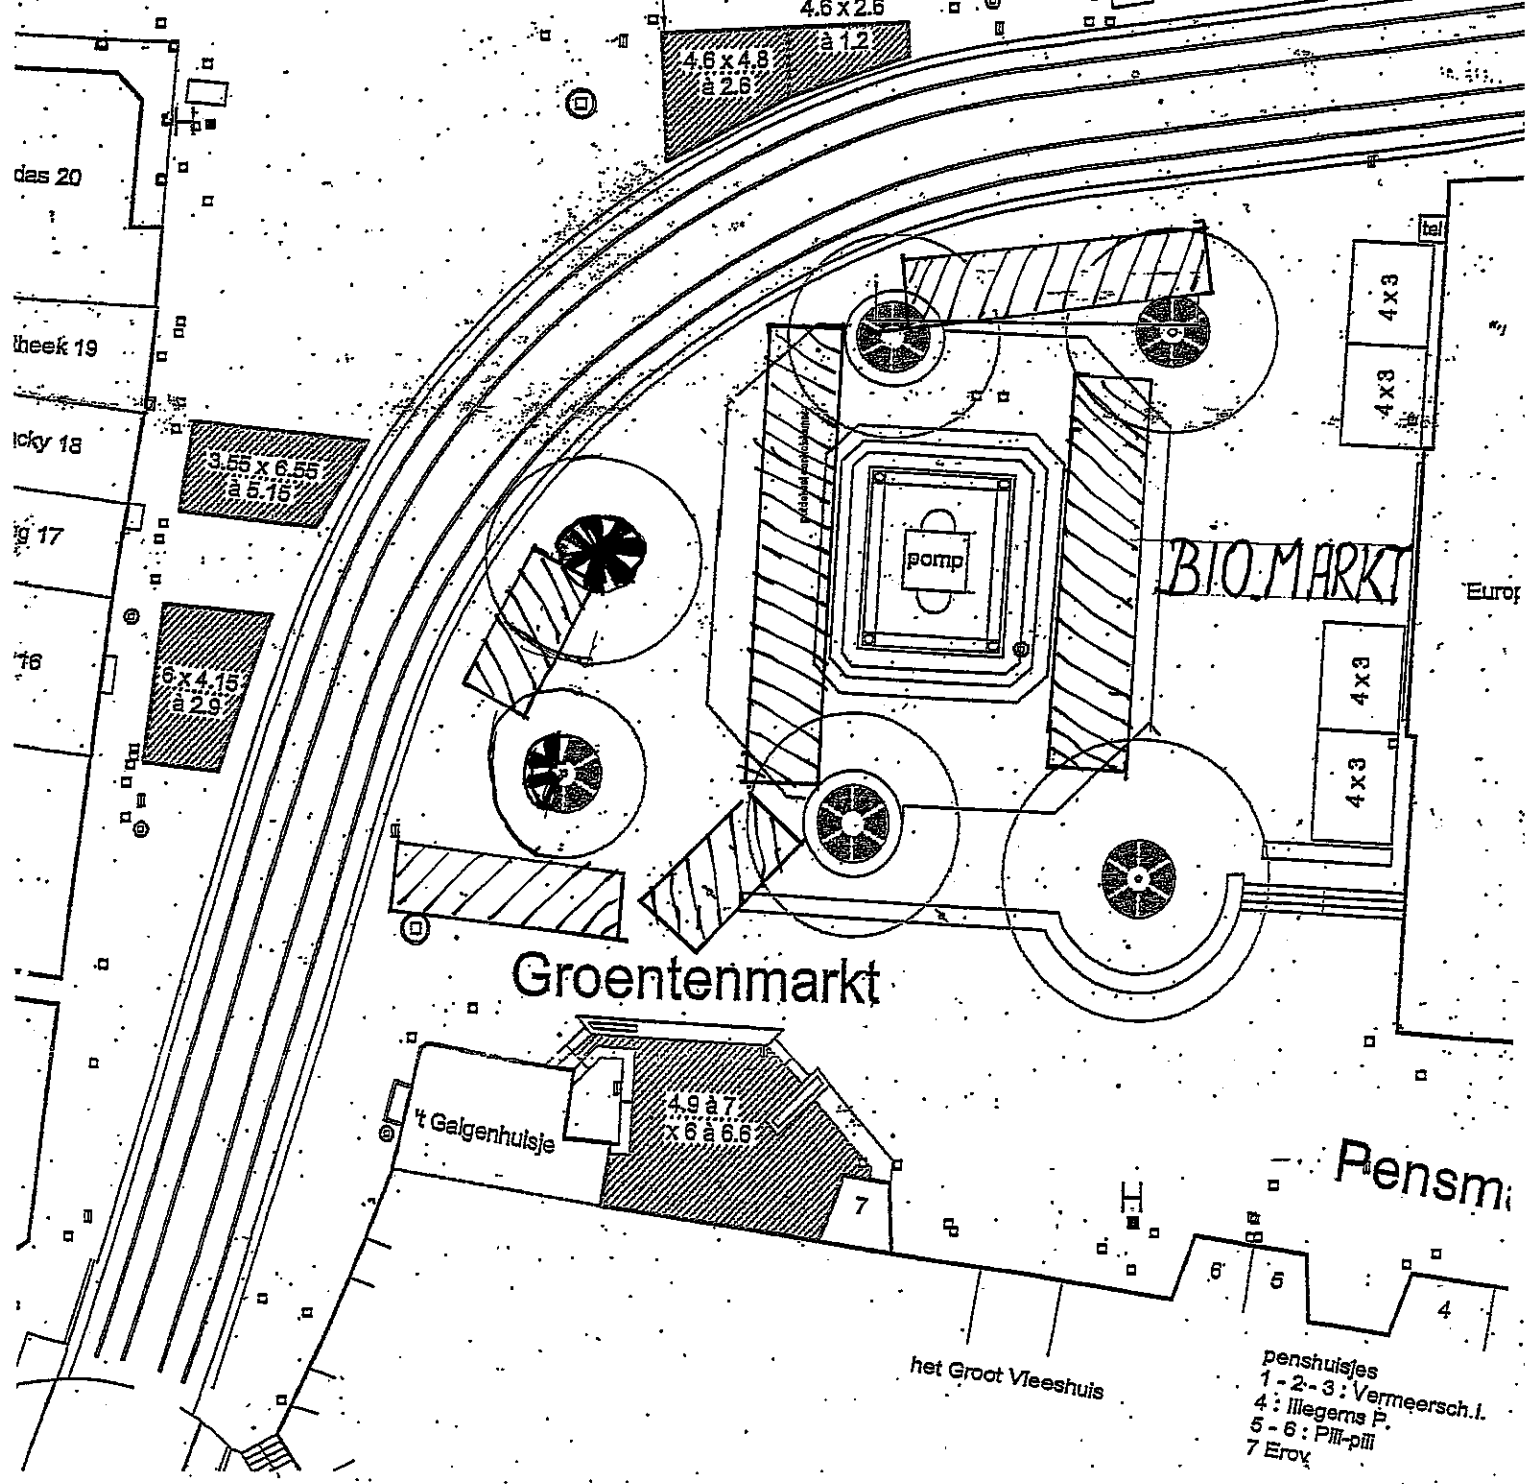 4.6 x 2.6
à 1.2
4.6 x 4.8
à 2.6
das 20
tel
4 x 3
theek 19
4 x 3
cky 18
3.55 x 6.55
à 5.15
g 17
pomp
BIO.MARKT
Europ
16
6 x 4.15
à 2.9
4 x 3
4 x 3
Groentenmarkt
4.9 à 7
x 6 à 6.6
't Galgenhuisje
Pensm
7
6
5
4
het Groot Vleeshuis
penshuisjes
1 - 2 - 3 : Vermeersch.I.
4 : Illegems P.
5 - 6 : Pili-pili
7 Erov